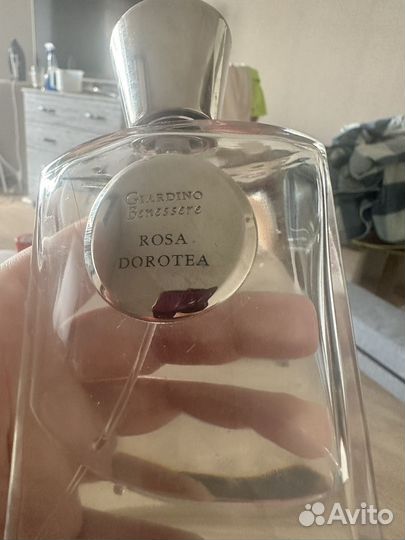 GIARDINO
Benessere
ROSA
DOROTEA
Avito